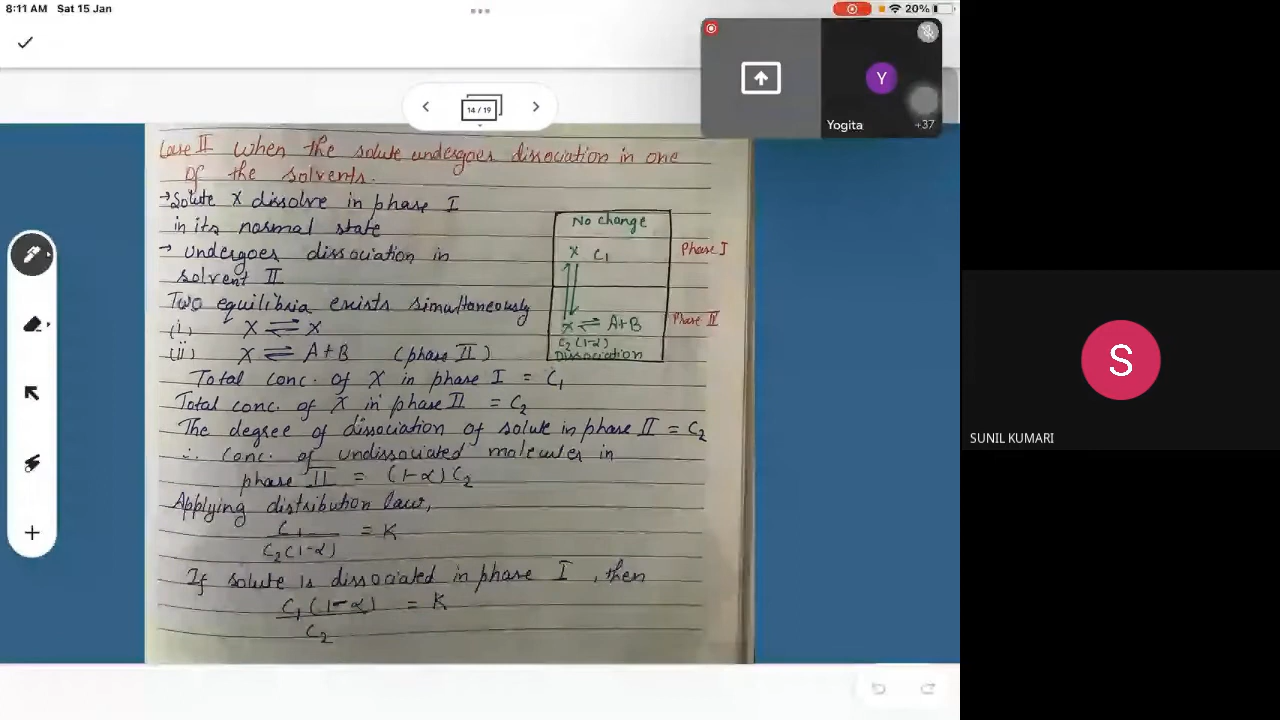 8:11 AM Sat 15 Jan
20%
14 / 19
Y
Yogita
+37
Case II When the solute undergoes dissociation in one
of the solvents.
→ Solute X dissolve in phase I
in its normal state
→ undergoes dissociation in
solvent II
Two equilibria exists simultaneously
(i) X ⇌ X
(ii) X ⇌ A+B (phase II)
No change
X C₁
Phase I
X ⇌ A+B
Phase II
C₂(1-α)
Dissociation
Total conc. of X in phase I = C₁
Total conc. of X in phase II = C₂
The degree of dissociation of solute in phase II = C₂
∴ conc. of undissociated molecules in
phase II = (1-α) C₂
Applying distribution law,
C₁ / C₂(1-α) = K
If solute is dissociated in phase I, then
C₁(1-α) / C₂ = K
S
SUNIL KUMARI